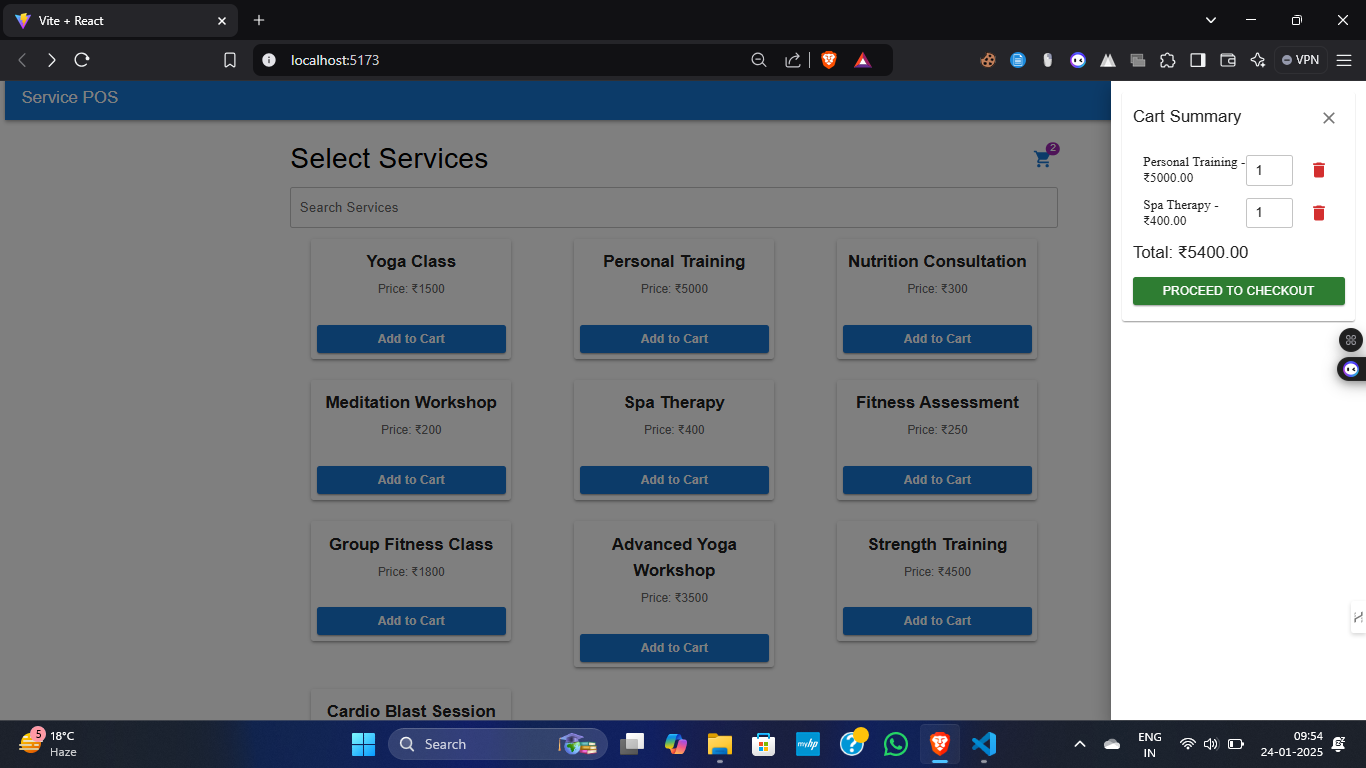 Vite + React
localhost:5173
VPN
Service POS
Select Services
2
Search Services
Yoga Class
Price: ₹1500
Add to Cart
Personal Training
Price: ₹5000
Add to Cart
Nutrition Consultation
Price: ₹300
Add to Cart
Meditation Workshop
Price: ₹200
Add to Cart
Spa Therapy
Price: ₹400
Add to Cart
Fitness Assessment
Price: ₹250
Add to Cart
Group Fitness Class
Price: ₹1800
Add to Cart
Advanced Yoga
Workshop
Price: ₹3500
Add to Cart
Strength Training
Price: ₹4500
Add to Cart
Cardio Blast Session
Cart Summary
Personal Training -
₹5000.00
1
Spa Therapy -
₹400.00
1
Total: ₹5400.00
PROCEED TO CHECKOUT
5
18°C
Haze
Search
myhp
ENG
IN
09:54
24-01-2025